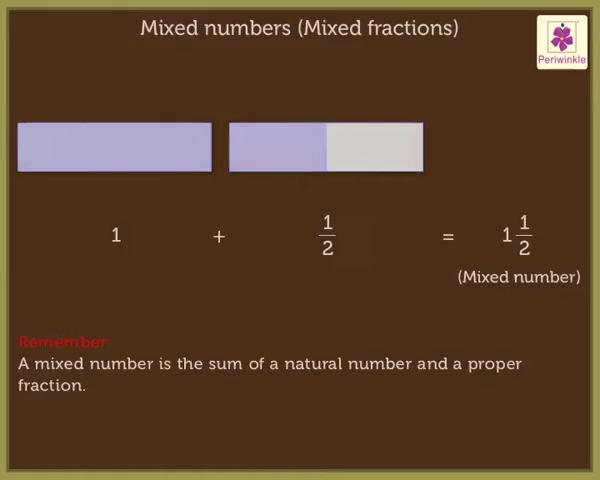 Mixed numbers (Mixed fractions)
Periwinkle
1 + 1/2 = 1 1/2
(Mixed number)
Remember
A mixed number is the sum of a natural number and a proper
fraction.